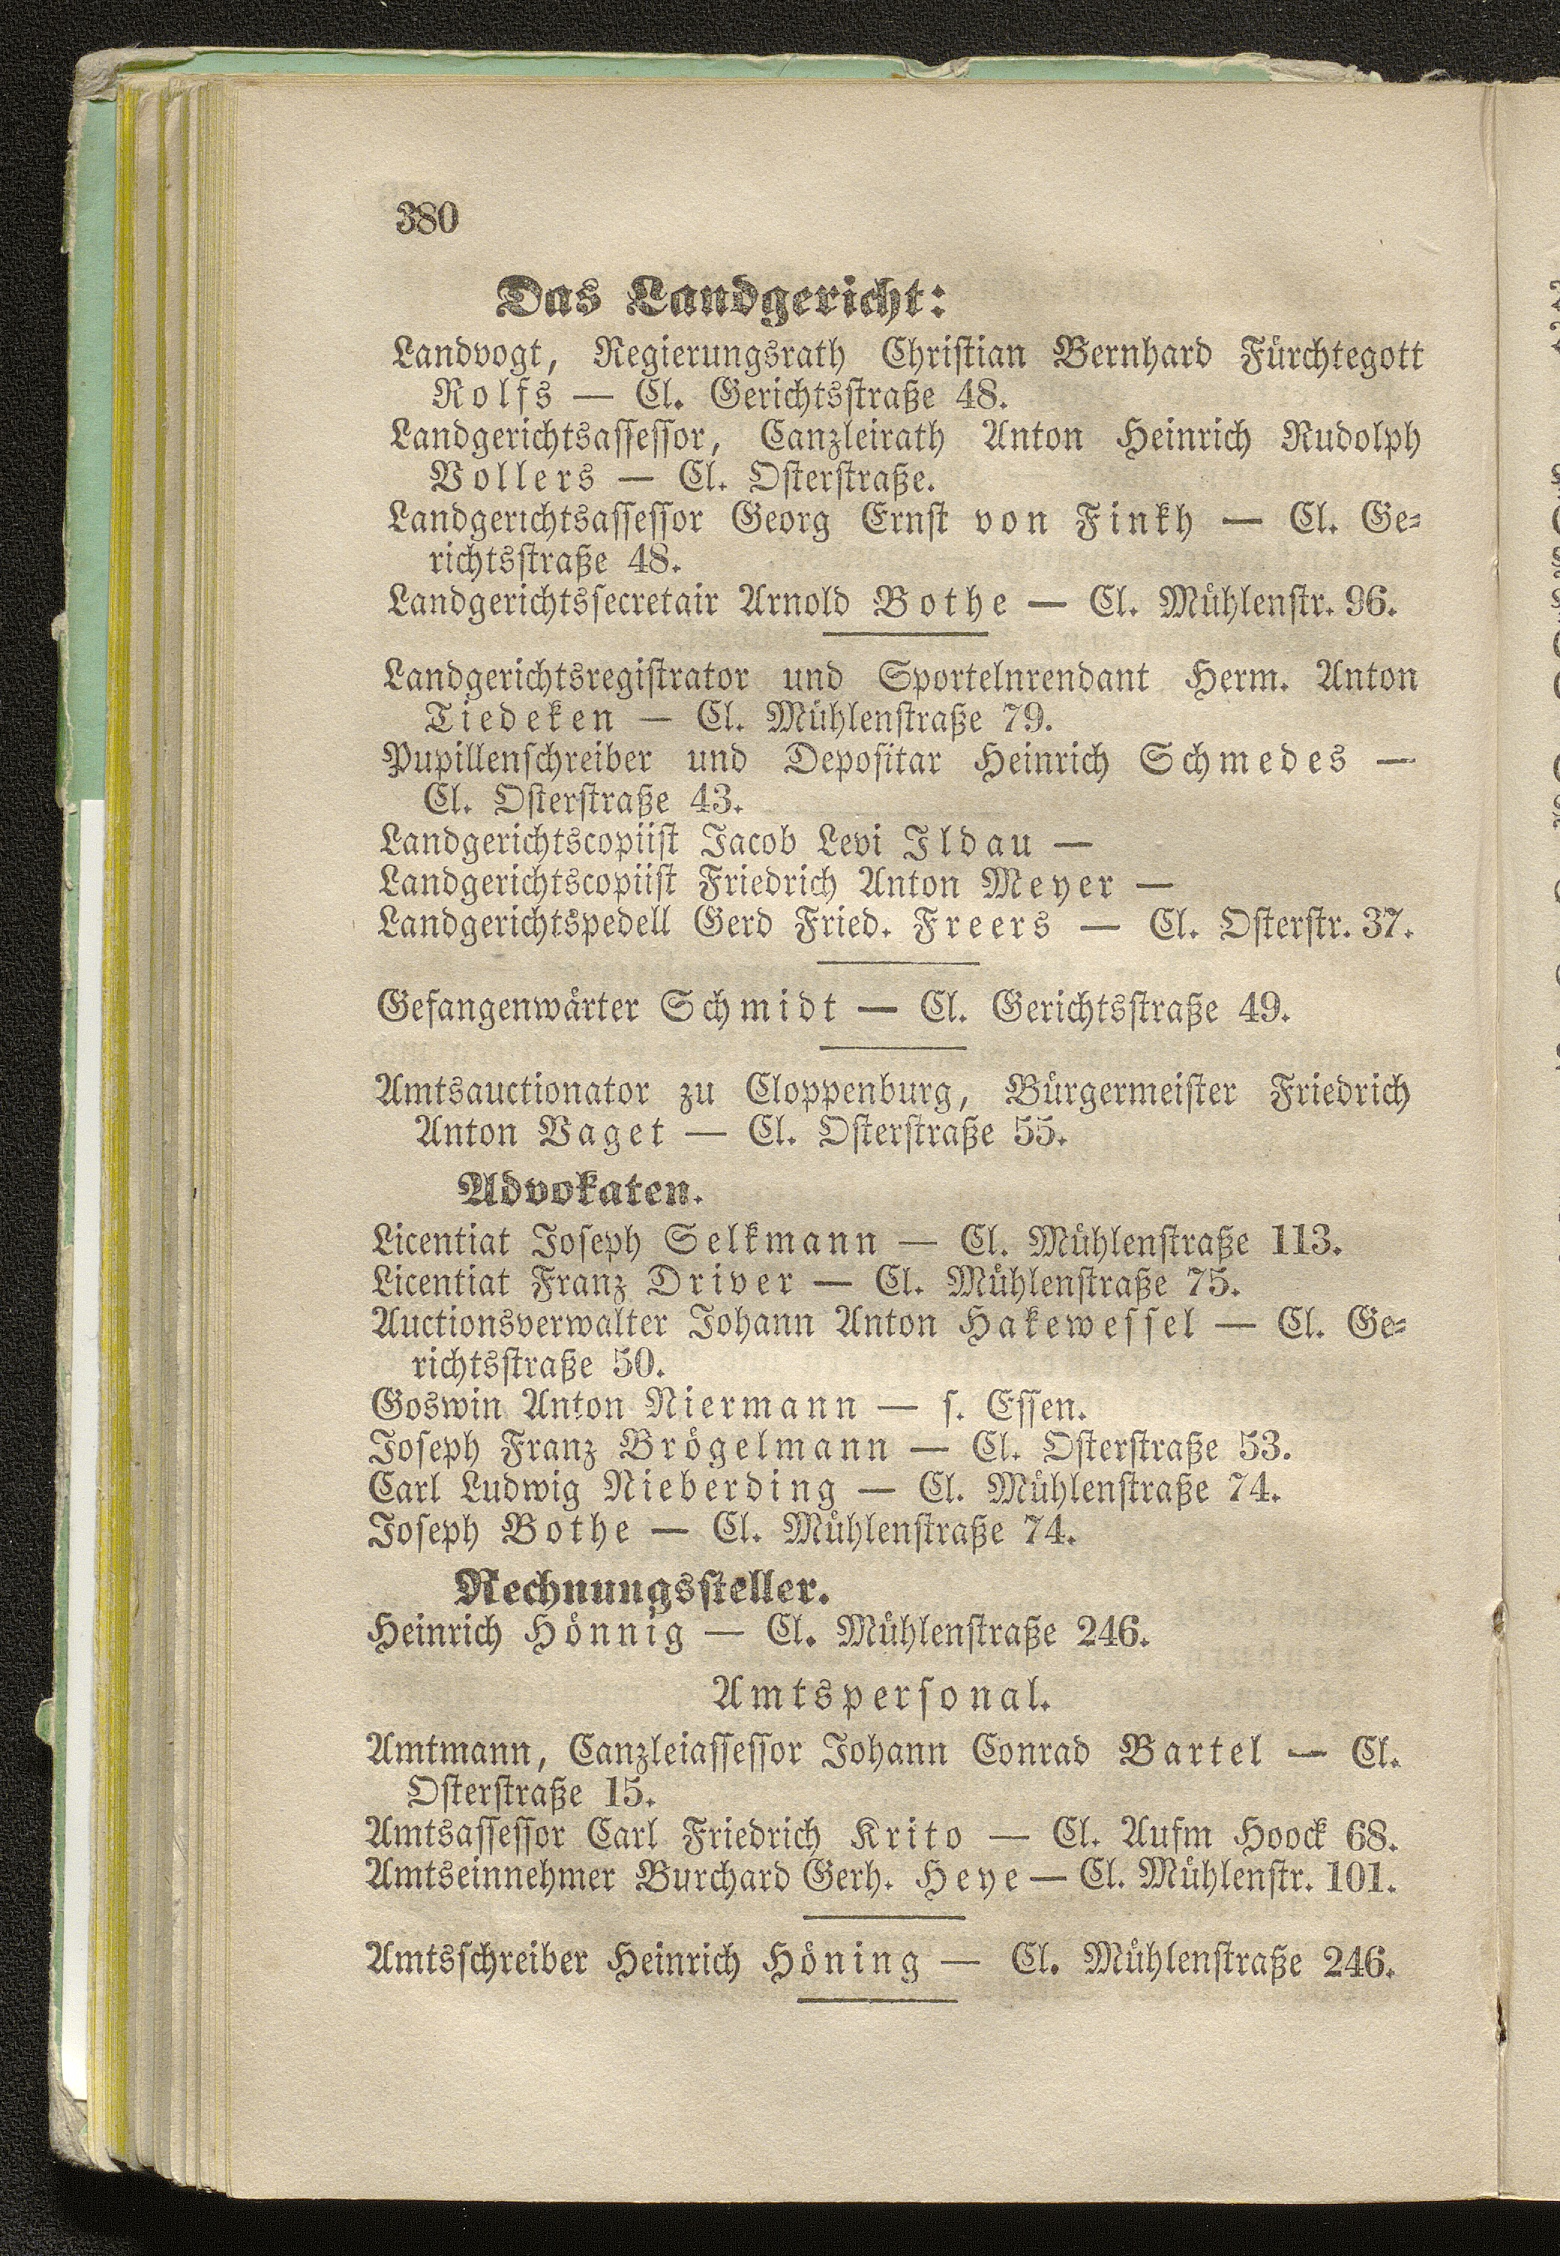 380
Das Landgericht:
Landvogt, Regierungsrath Christian Bernhard Fürchtegott
Rolfs — Cl. Gerichtsstraße 48.
Landgerichtsassessor, Canzleirath Anton Heinrich Rudolph
Vollers — Cl. Osterstraße.
Landgerichtsassessor Georg Ernst von Finkh — Cl. Ge-
richtsstraße 48.
Landgerichtssecretair Arnold Bothe — Cl. Mühlenstr. 96.
Landgerichtsregistrator und Sportelnrendant Herm. Anton
Tiedeken — Cl. Mühlenstraße 79.
Pupillenschreiber und Depositar Heinrich Schmedes —
Cl. Osterstraße 43.
Landgerichtscopiist Jacob Levi Ildau —
Landgerichtscopiist Friedrich Anton Meyer —
Landgerichtspedell Gerd Fried. Freers — Cl. Osterstr. 37.
Gefangenwärter Schmidt — Cl. Gerichtsstraße 49.
Amtsauctionator zu Cloppenburg, Bürgermeister Friedrich
Anton Vaget — Cl. Osterstraße 55.
Advokaten.
Licentiat Joseph Selkmann — Cl. Mühlenstraße 113.
Licentiat Franz Driver — Cl. Mühlenstraße 75.
Auctionsverwalter Johann Anton Hakewessel — Cl. Ge-
richtsstraße 50.
Goswin Anton Niermann — s. Essen.
Joseph Franz Brögelmann — Cl. Osterstraße 53.
Carl Ludwig Nieberding — Cl. Mühlenstraße 74.
Joseph Bothe — Cl. Mühlenstraße 74.
Rechnungssteller.
Heinrich Hönnig — Cl. Mühlenstraße 246.
Amtspersonal.
Amtmann, Canzleiassessor Johann Conrad Bartel — Cl.
Osterstraße 15.
Amtsassessor Carl Friedrich Krito — Cl. Aufm Hoock 68.
Amtseinnehmer Burchard Gerh. Heye — Cl. Mühlenstr. 101.
Amtsschreiber Heinrich Höning — Cl. Mühlenstraße 246.